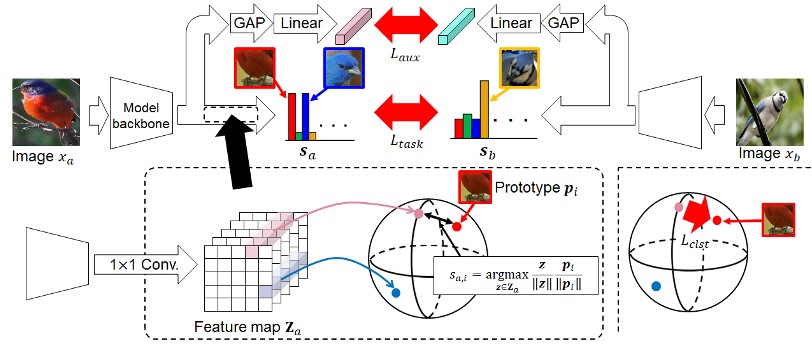 GAP
Linear
L_aux
Linear
GAP
Model
backbone
Image x_a
s_a
. . .
L_task
s_b
. . .
Image x_b
Prototype p_i
1×1 Conv.
s_{a,i} = argmax_{z∈Z_a} z/‖z‖ p_i/‖p_i‖
Feature map Z_a
L_clst